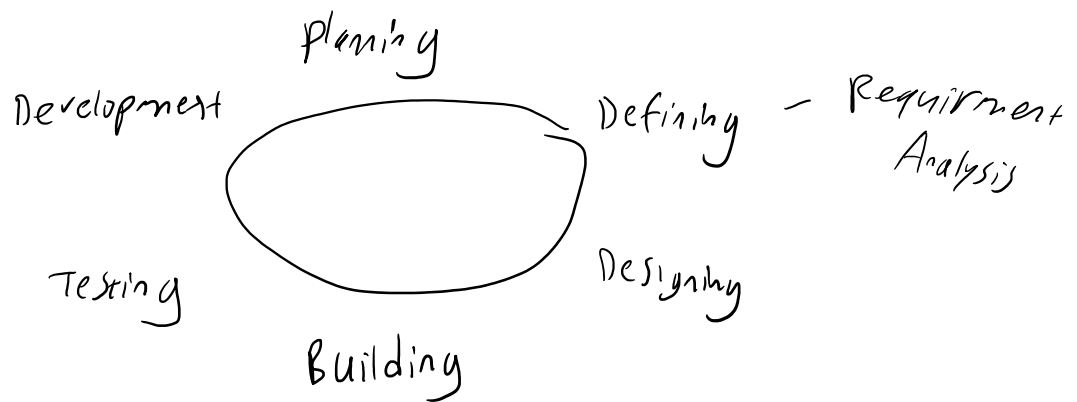 Planing
Development
Defining - Requirment
Analysis
Testing
Designing
Building